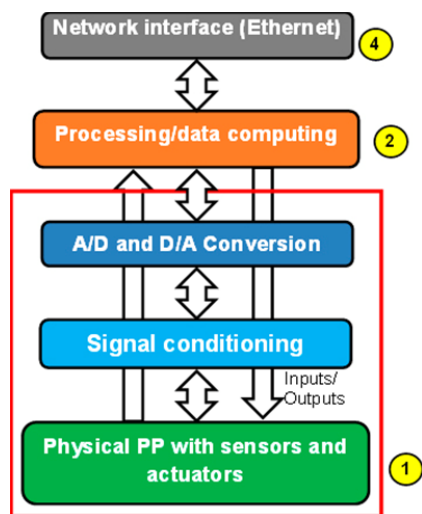 Network interface (Ethernet)
4
Processing/data computing
2
A/D and D/A Conversion
Signal conditioning
Inputs/
Outputs
Physical PP with sensors and
actuators
1